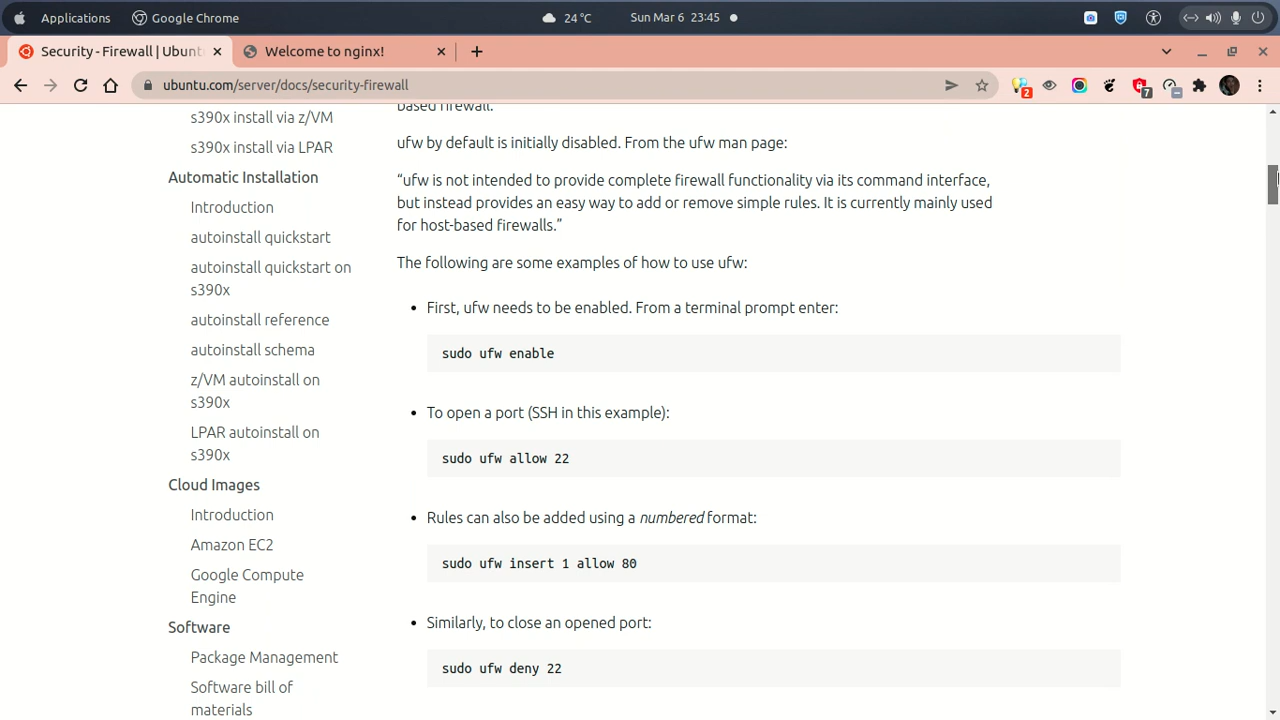 Applications
Google Chrome
24 °C
Sun Mar 6 23:45
Security - Firewall | Ubunt
Welcome to nginx!
ubuntu.com/server/docs/security-firewall
2
7
based firewall.
s390x install via z/VM
s390x install via LPAR
Automatic Installation
Introduction
autoinstall quickstart
autoinstall quickstart on
s390x
autoinstall reference
autoinstall schema
z/VM autoinstall on
s390x
LPAR autoinstall on
s390x
Cloud Images
Introduction
Amazon EC2
Google Compute
Engine
Software
Package Management
Software bill of
materials
ufw by default is initially disabled. From the ufw man page:
“ufw is not intended to provide complete firewall functionality via its command interface,
but instead provides an easy way to add or remove simple rules. It is currently mainly used
for host-based firewalls.”
The following are some examples of how to use ufw:
• First, ufw needs to be enabled. From a terminal prompt enter:
sudo ufw enable
• To open a port (SSH in this example):
sudo ufw allow 22
• Rules can also be added using a numbered format:
sudo ufw insert 1 allow 80
• Similarly, to close an opened port:
sudo ufw deny 22